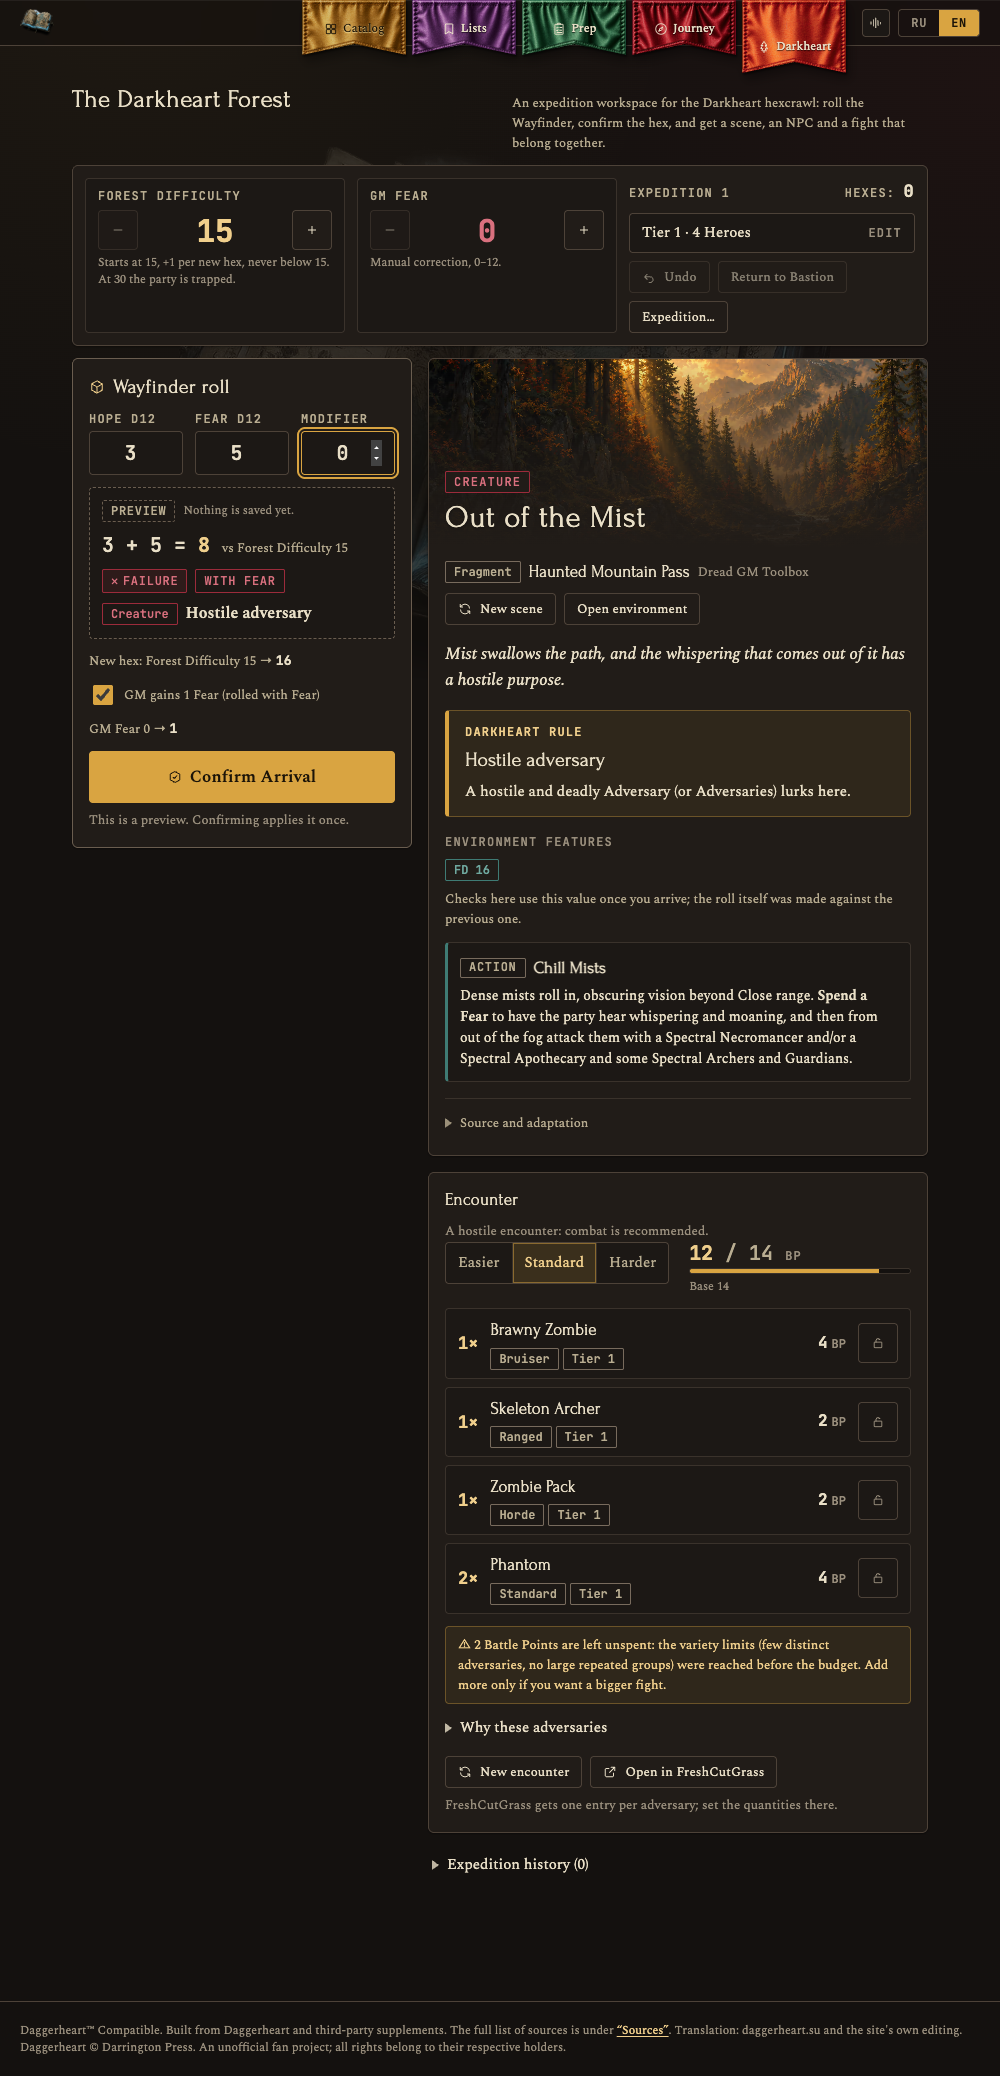 Catalog
Lists
Prep
Journey
Darkheart
RU
EN
The Darkheart Forest
An expedition workspace for the Darkheart hexcrawl: roll the
Wayfinder, confirm the hex, and get a scene, an NPC and a fight that
belong together.
FOREST DIFFICULTY
− 15 +
Starts at 15, +1 per new hex, never below 15.
At 30 the party is trapped.
GM FEAR
− 0 +
Manual correction, 0–12.
EXPEDITION 1
HEXES: 0
Tier 1 · 4 Heroes
EDIT
Undo
Return to Bastion
Expedition…
Wayfinder roll
HOPE D12
FEAR D12
MODIFIER
3
5
0
PREVIEW
Nothing is saved yet.
3 + 5 = 8 vs Forest Difficulty 15
× FAILURE
WITH FEAR
Creature
Hostile adversary
New hex: Forest Difficulty 15 → 16
GM gains 1 Fear (rolled with Fear)
GM Fear 0 → 1
Confirm Arrival
This is a preview. Confirming applies it once.
CREATURE
Out of the Mist
Fragment
Haunted Mountain Pass
Dread GM Toolbox
New scene
Open environment
Mist swallows the path, and the whispering that comes out of it has
a hostile purpose.
DARKHEART RULE
Hostile adversary
A hostile and deadly Adversary (or Adversaries) lurks here.
ENVIRONMENT FEATURES
FD 16
Checks here use this value once you arrive; the roll itself was made against the
previous one.
ACTION
Chill Mists
Dense mists roll in, obscuring vision beyond Close range. Spend a
Fear to have the party hear whispering and moaning, and then from
out of the fog attack them with a Spectral Necromancer and/or a
Spectral Apothecary and some Spectral Archers and Guardians.
Source and adaptation
Encounter
A hostile encounter: combat is recommended.
Easier
Standard
Harder
12 / 14 BP
Base 14
1×
Brawny Zombie
Bruiser
Tier 1
4 BP
1×
Skeleton Archer
Ranged
Tier 1
2 BP
1×
Zombie Pack
Horde
Tier 1
2 BP
2×
Phantom
Standard
Tier 1
4 BP
2 Battle Points are left unspent: the variety limits (few distinct
adversaries, no large repeated groups) were reached before the budget. Add
more only if you want a bigger fight.
Why these adversaries
New encounter
Open in FreshCutGrass
FreshCutGrass gets one entry per adversary; set the quantities there.
Expedition history (0)
Daggerheart™ Compatible. Built from Daggerheart and third-party supplements. The full list of sources is under “Sources”. Translation: daggerheart.su and the site's own editing.
Daggerheart © Darrington Press. An unofficial fan project; all rights belong to their respective holders.